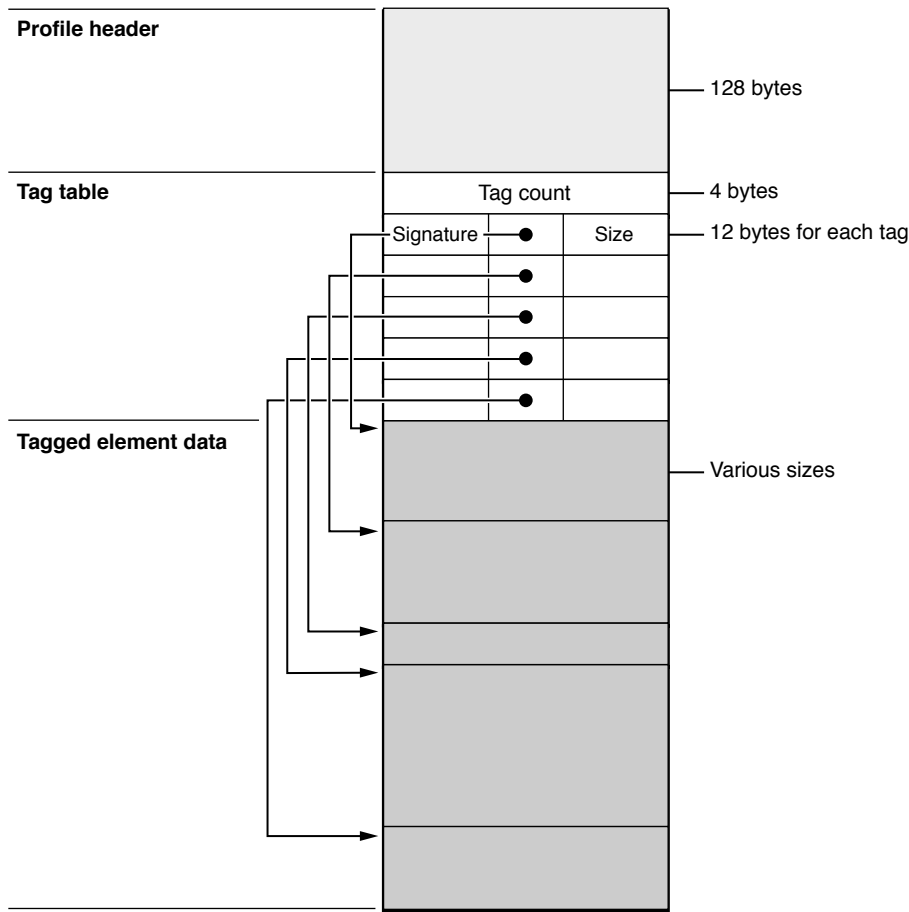 Profile header
128 bytes
Tag table
Tag count
4 bytes
Signature
Size
12 bytes for each tag
Tagged element data
Various sizes